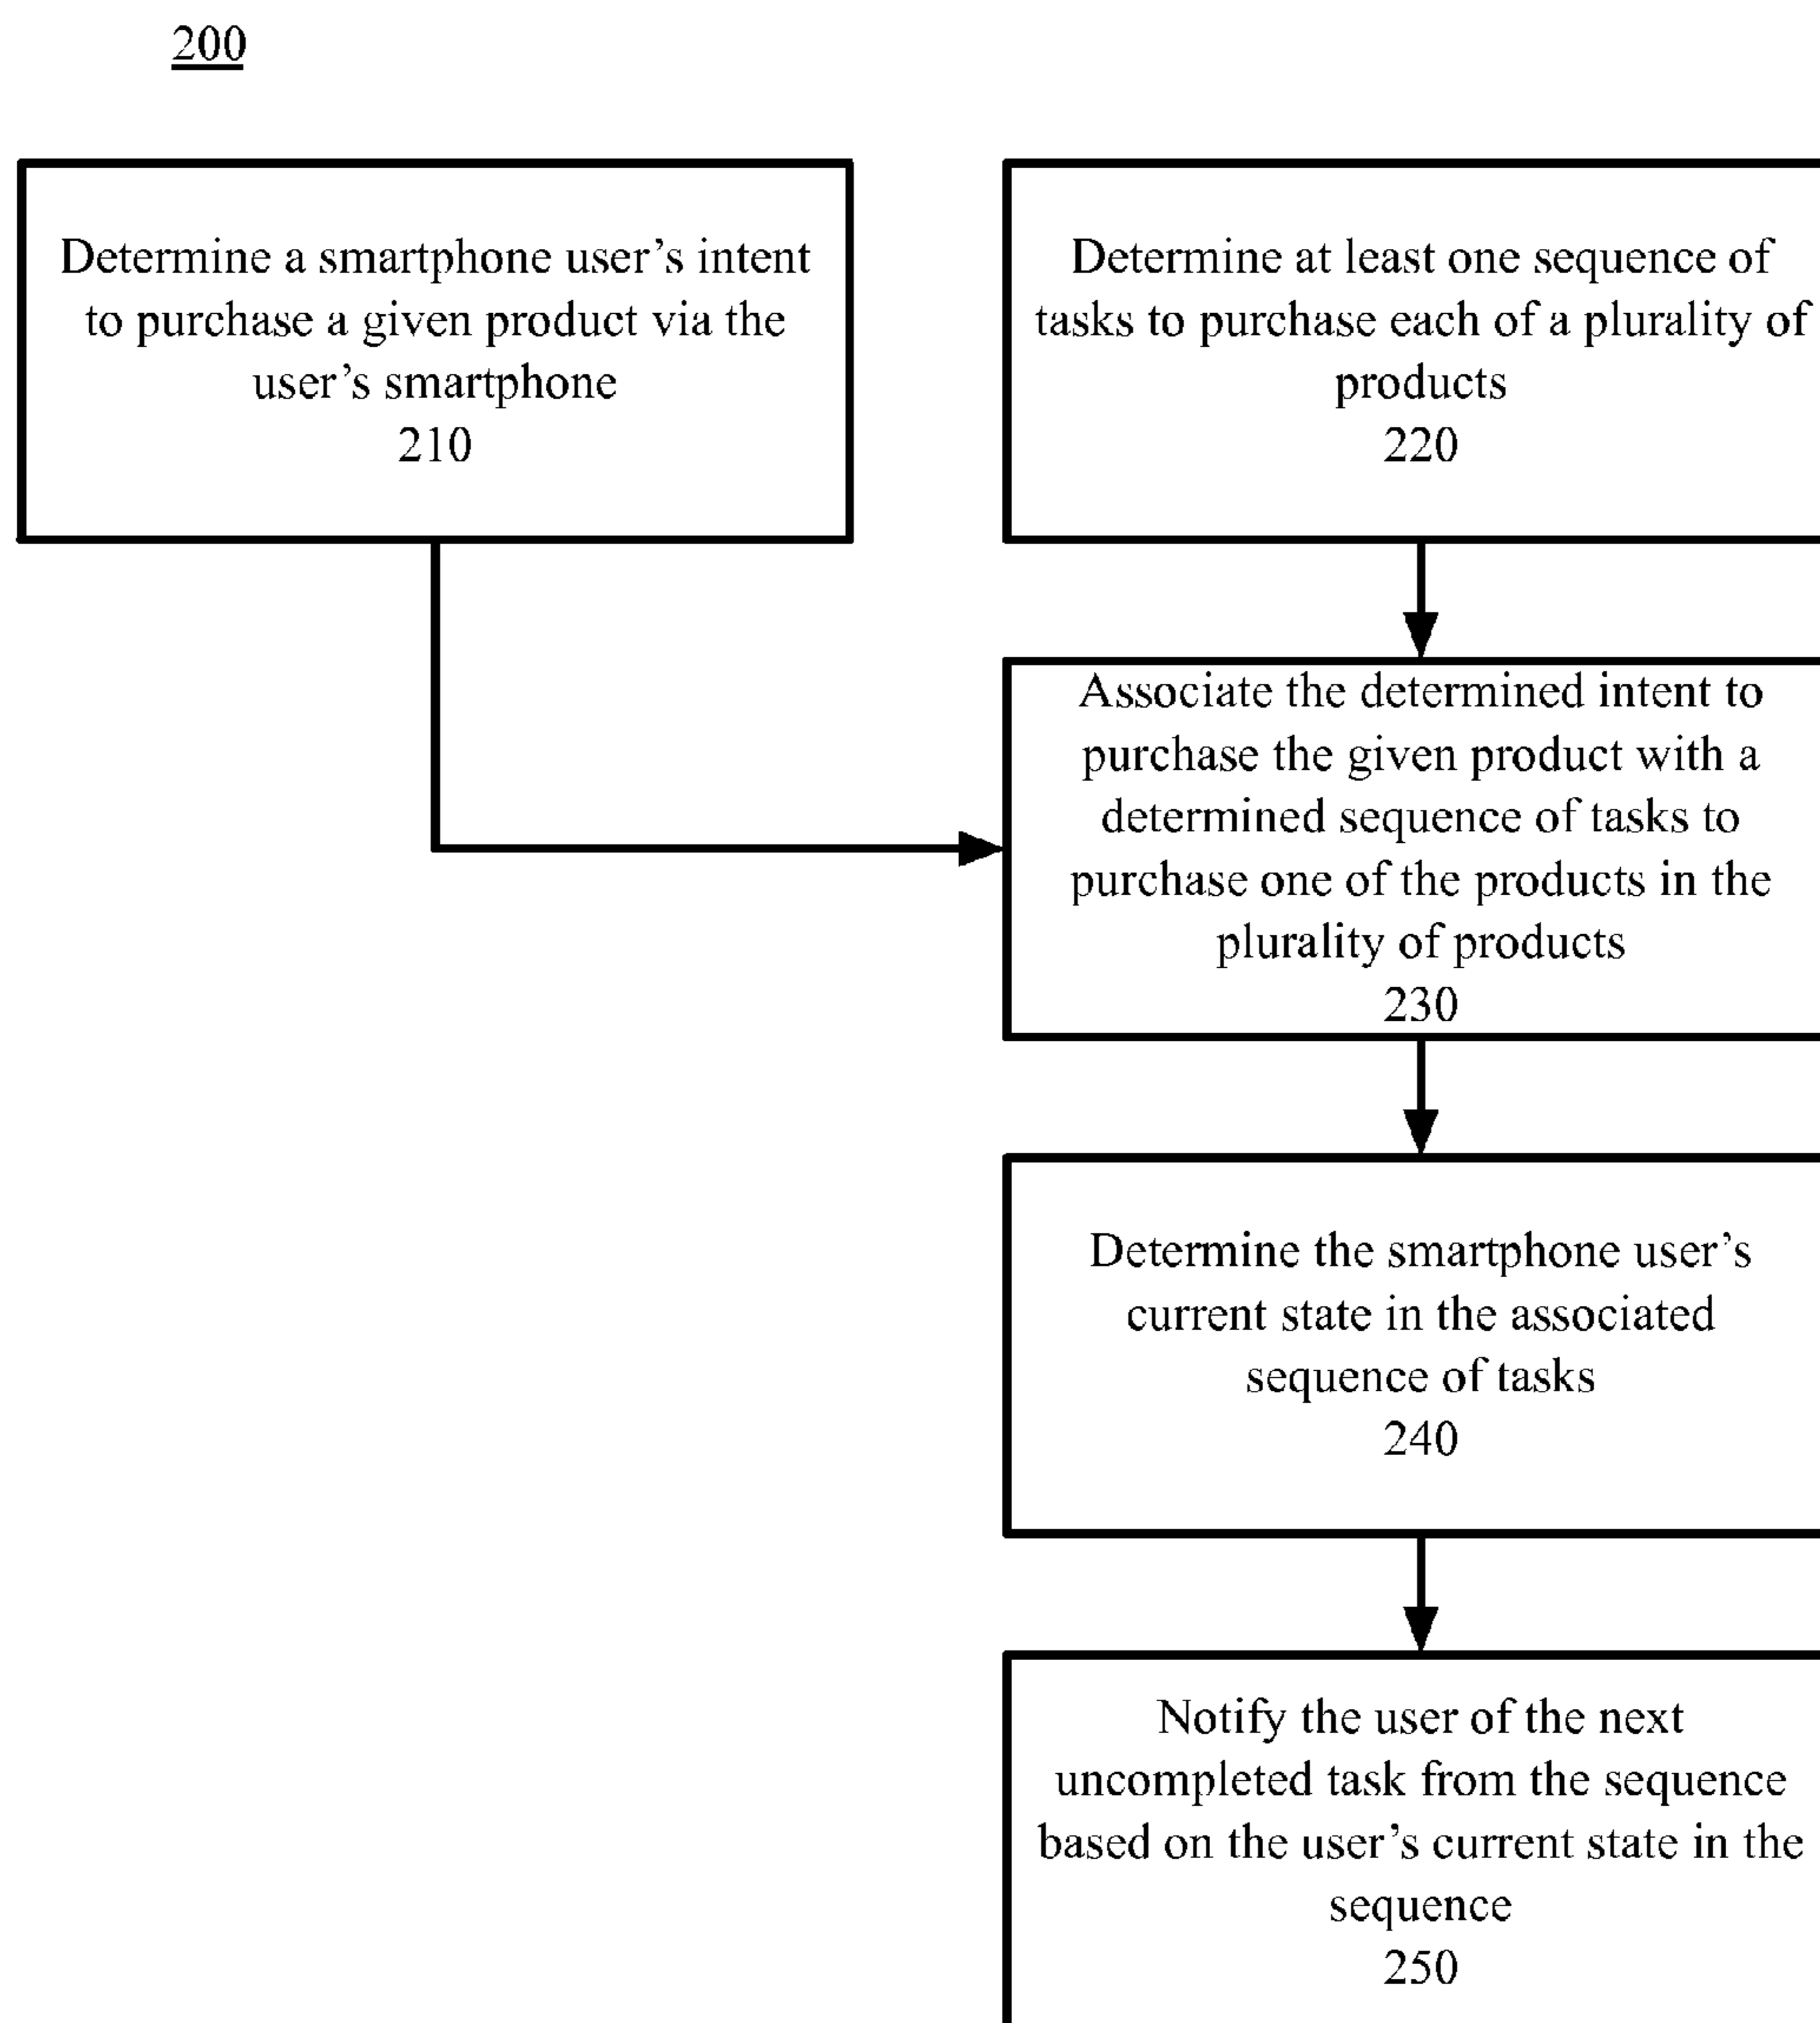 200
Determine a smartphone user’s intent
to purchase a given product via the
user’s smartphone
210
Determine at least one sequence of
tasks to purchase each of a plurality of
products
220
Associate the determined intent to
purchase the given product with a
determined sequence of tasks to
purchase one of the products in the
plurality of products
230
Determine the smartphone user’s
current state in the associated
sequence of tasks
240
Notify the user of the next
uncompleted task from the sequence
based on the user’s current state in the
sequence
250